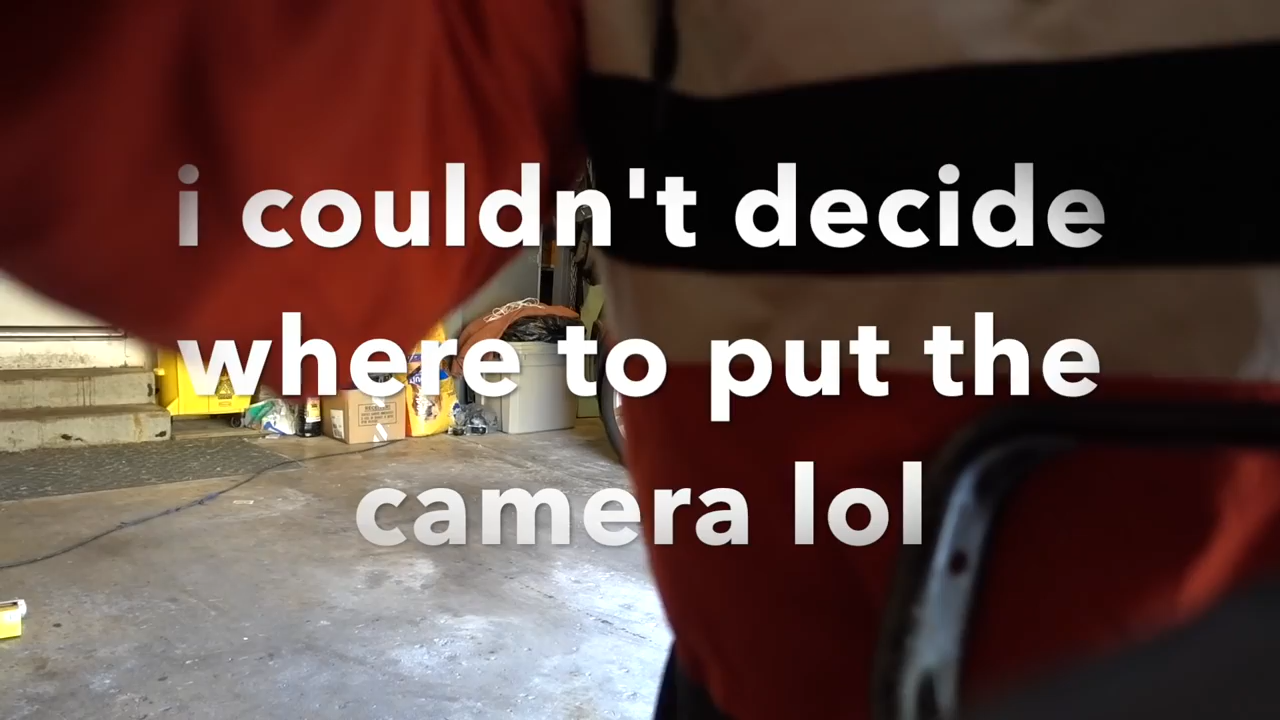 i couldn't decide
where to put the
camera lol